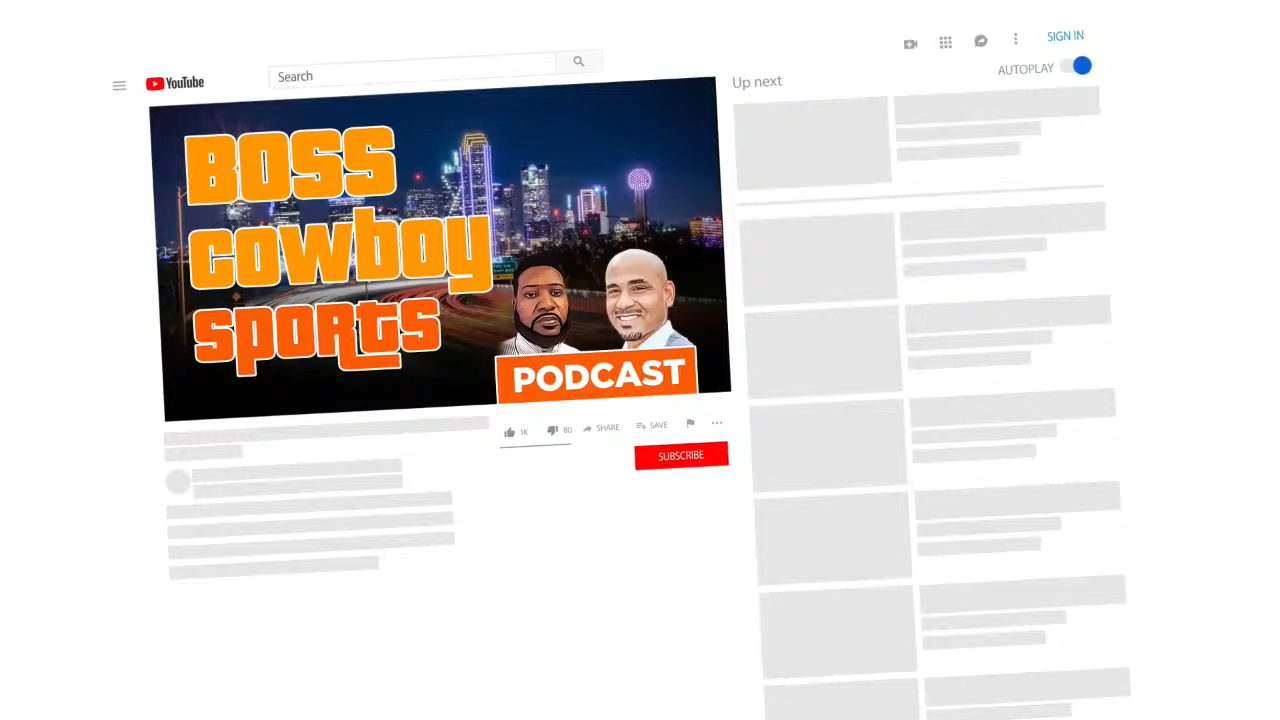 SIGN IN
YouTube
Search
AUTOPLAY
Up next
BOSS
cowboy
sports
PODCAST
1K
80
SHARE
SAVE
SUBSCRIBE